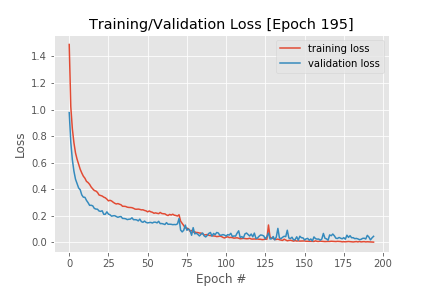 Training/Validation Loss [Epoch 195]
training loss
validation loss
1.4
1.2
1.0
0.8
0.6
0.4
0.2
0.0
Loss
0 25 50 75 100 125 150 175 200
Epoch #